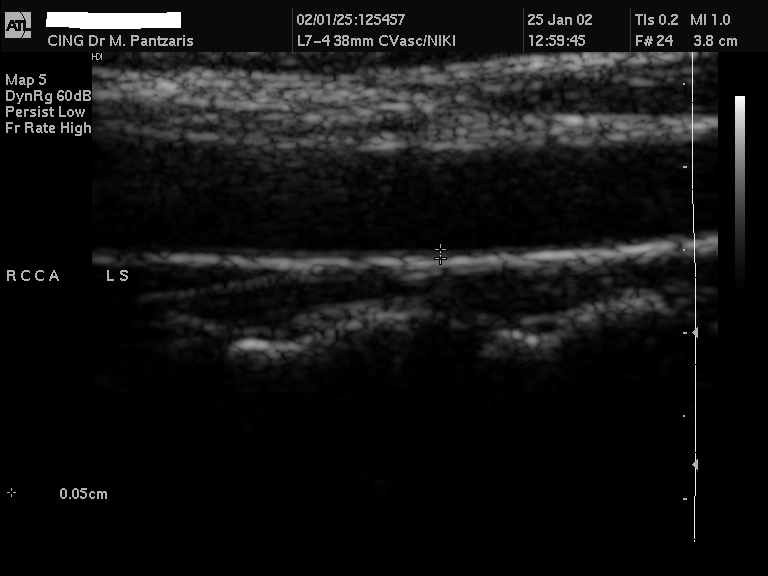 ATL
02/01/25:125457
25 Jan 02
TIs 0.2 MI 1.0
CING Dr M. Pantzaris
L7-4 38mm CVasc/NIKI
12:59:45
F# 24 3.8 cm
HDI
Map 5
DynRg 60dB
Persist Low
Fr Rate High
RCCA LS
0.05cm